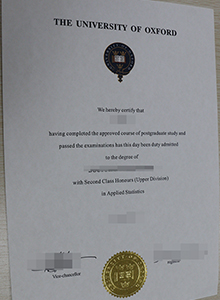 THE UNIVERSITY OF OXFORD
We hereby certify that
having completed the approved course of postgraduate study and
passed the examinations has this day been duty admitted
to the degree of
with Second Class Honours (Upper Division)
in Applied Statistics
Vice-chancellor